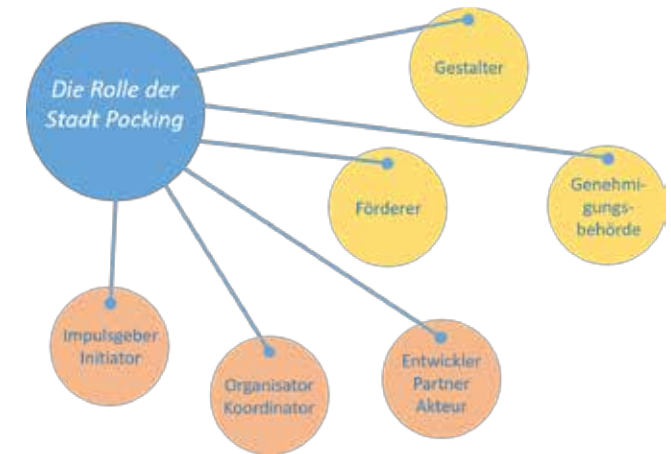 Die Rolle der
Stadt Pocking
Gestalter
Förderer
Genehmi-
gungs-
behörde
Impulsgeber
Initiator
Organisator
Koordinator
Entwickler
Partner
Akteur